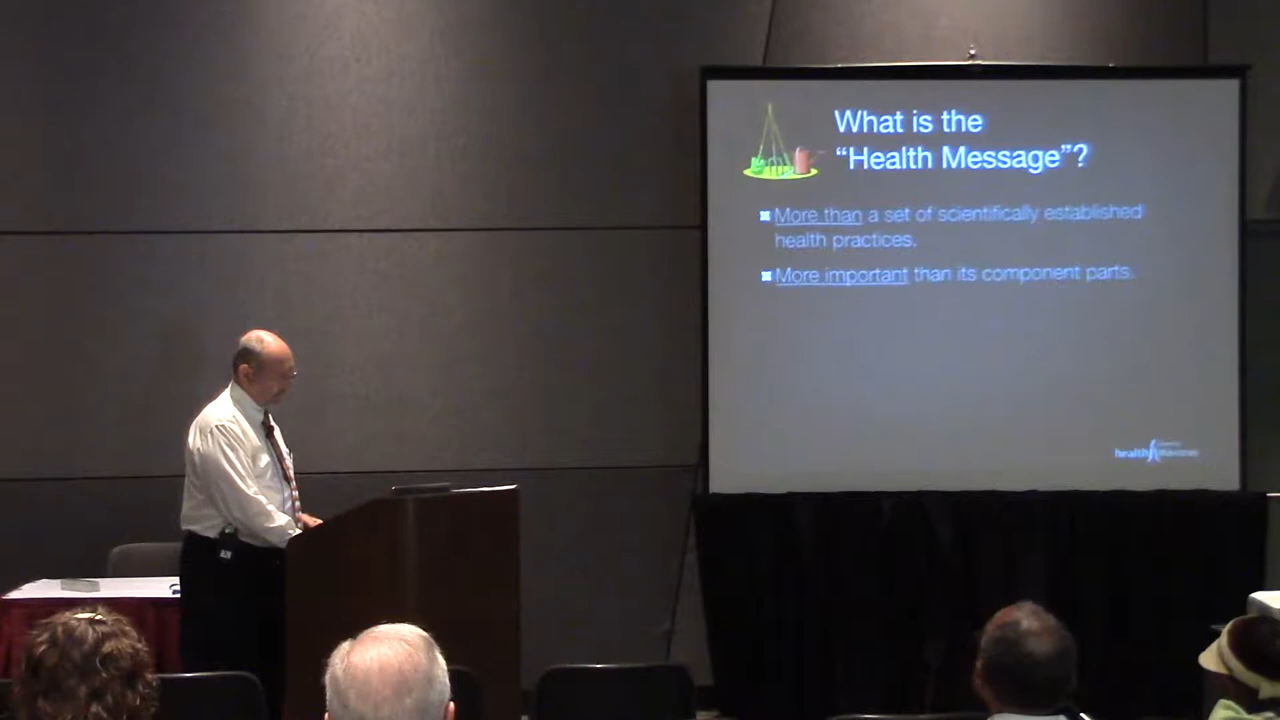 What is the
“Health Message”?
More than a set of scientifically established
health practices.
More important than its component parts.
health